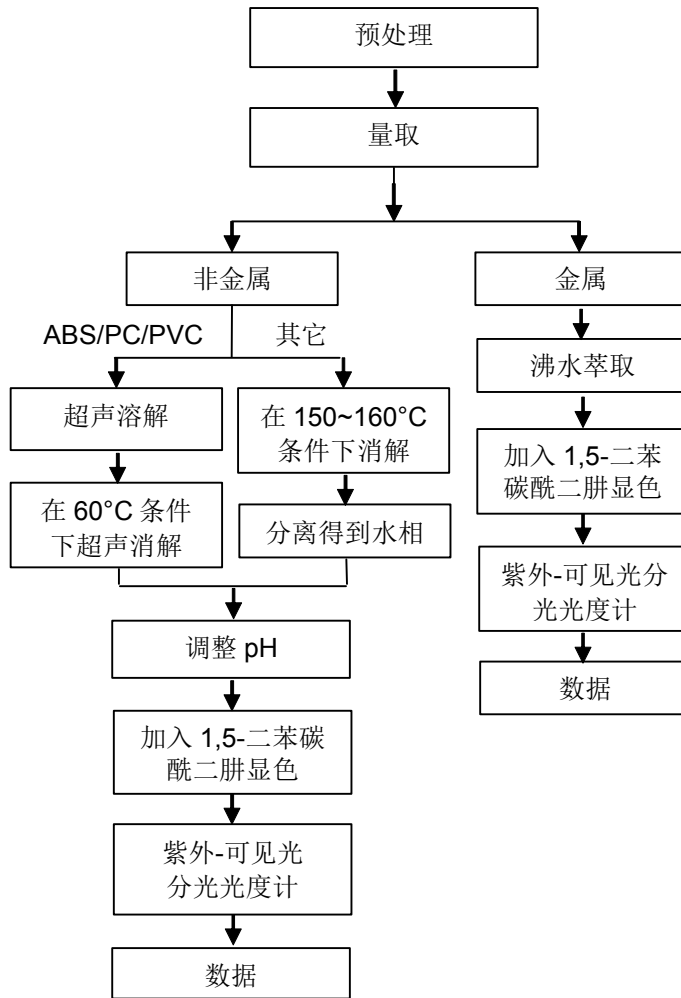 预处理
量取
非金属
金属
ABS/PC/PVC
其它
沸水萃取
超声溶解
在 150~160°C
条件下消解
加入 1,5-二苯
碳酰二肼显色
在 60°C 条件
下超声消解
分离得到水相
紫外-可见光分
光光度计
调整 pH
数据
加入 1,5-二苯碳
酰二肼显色
紫外-可见光
分光光度计
数据